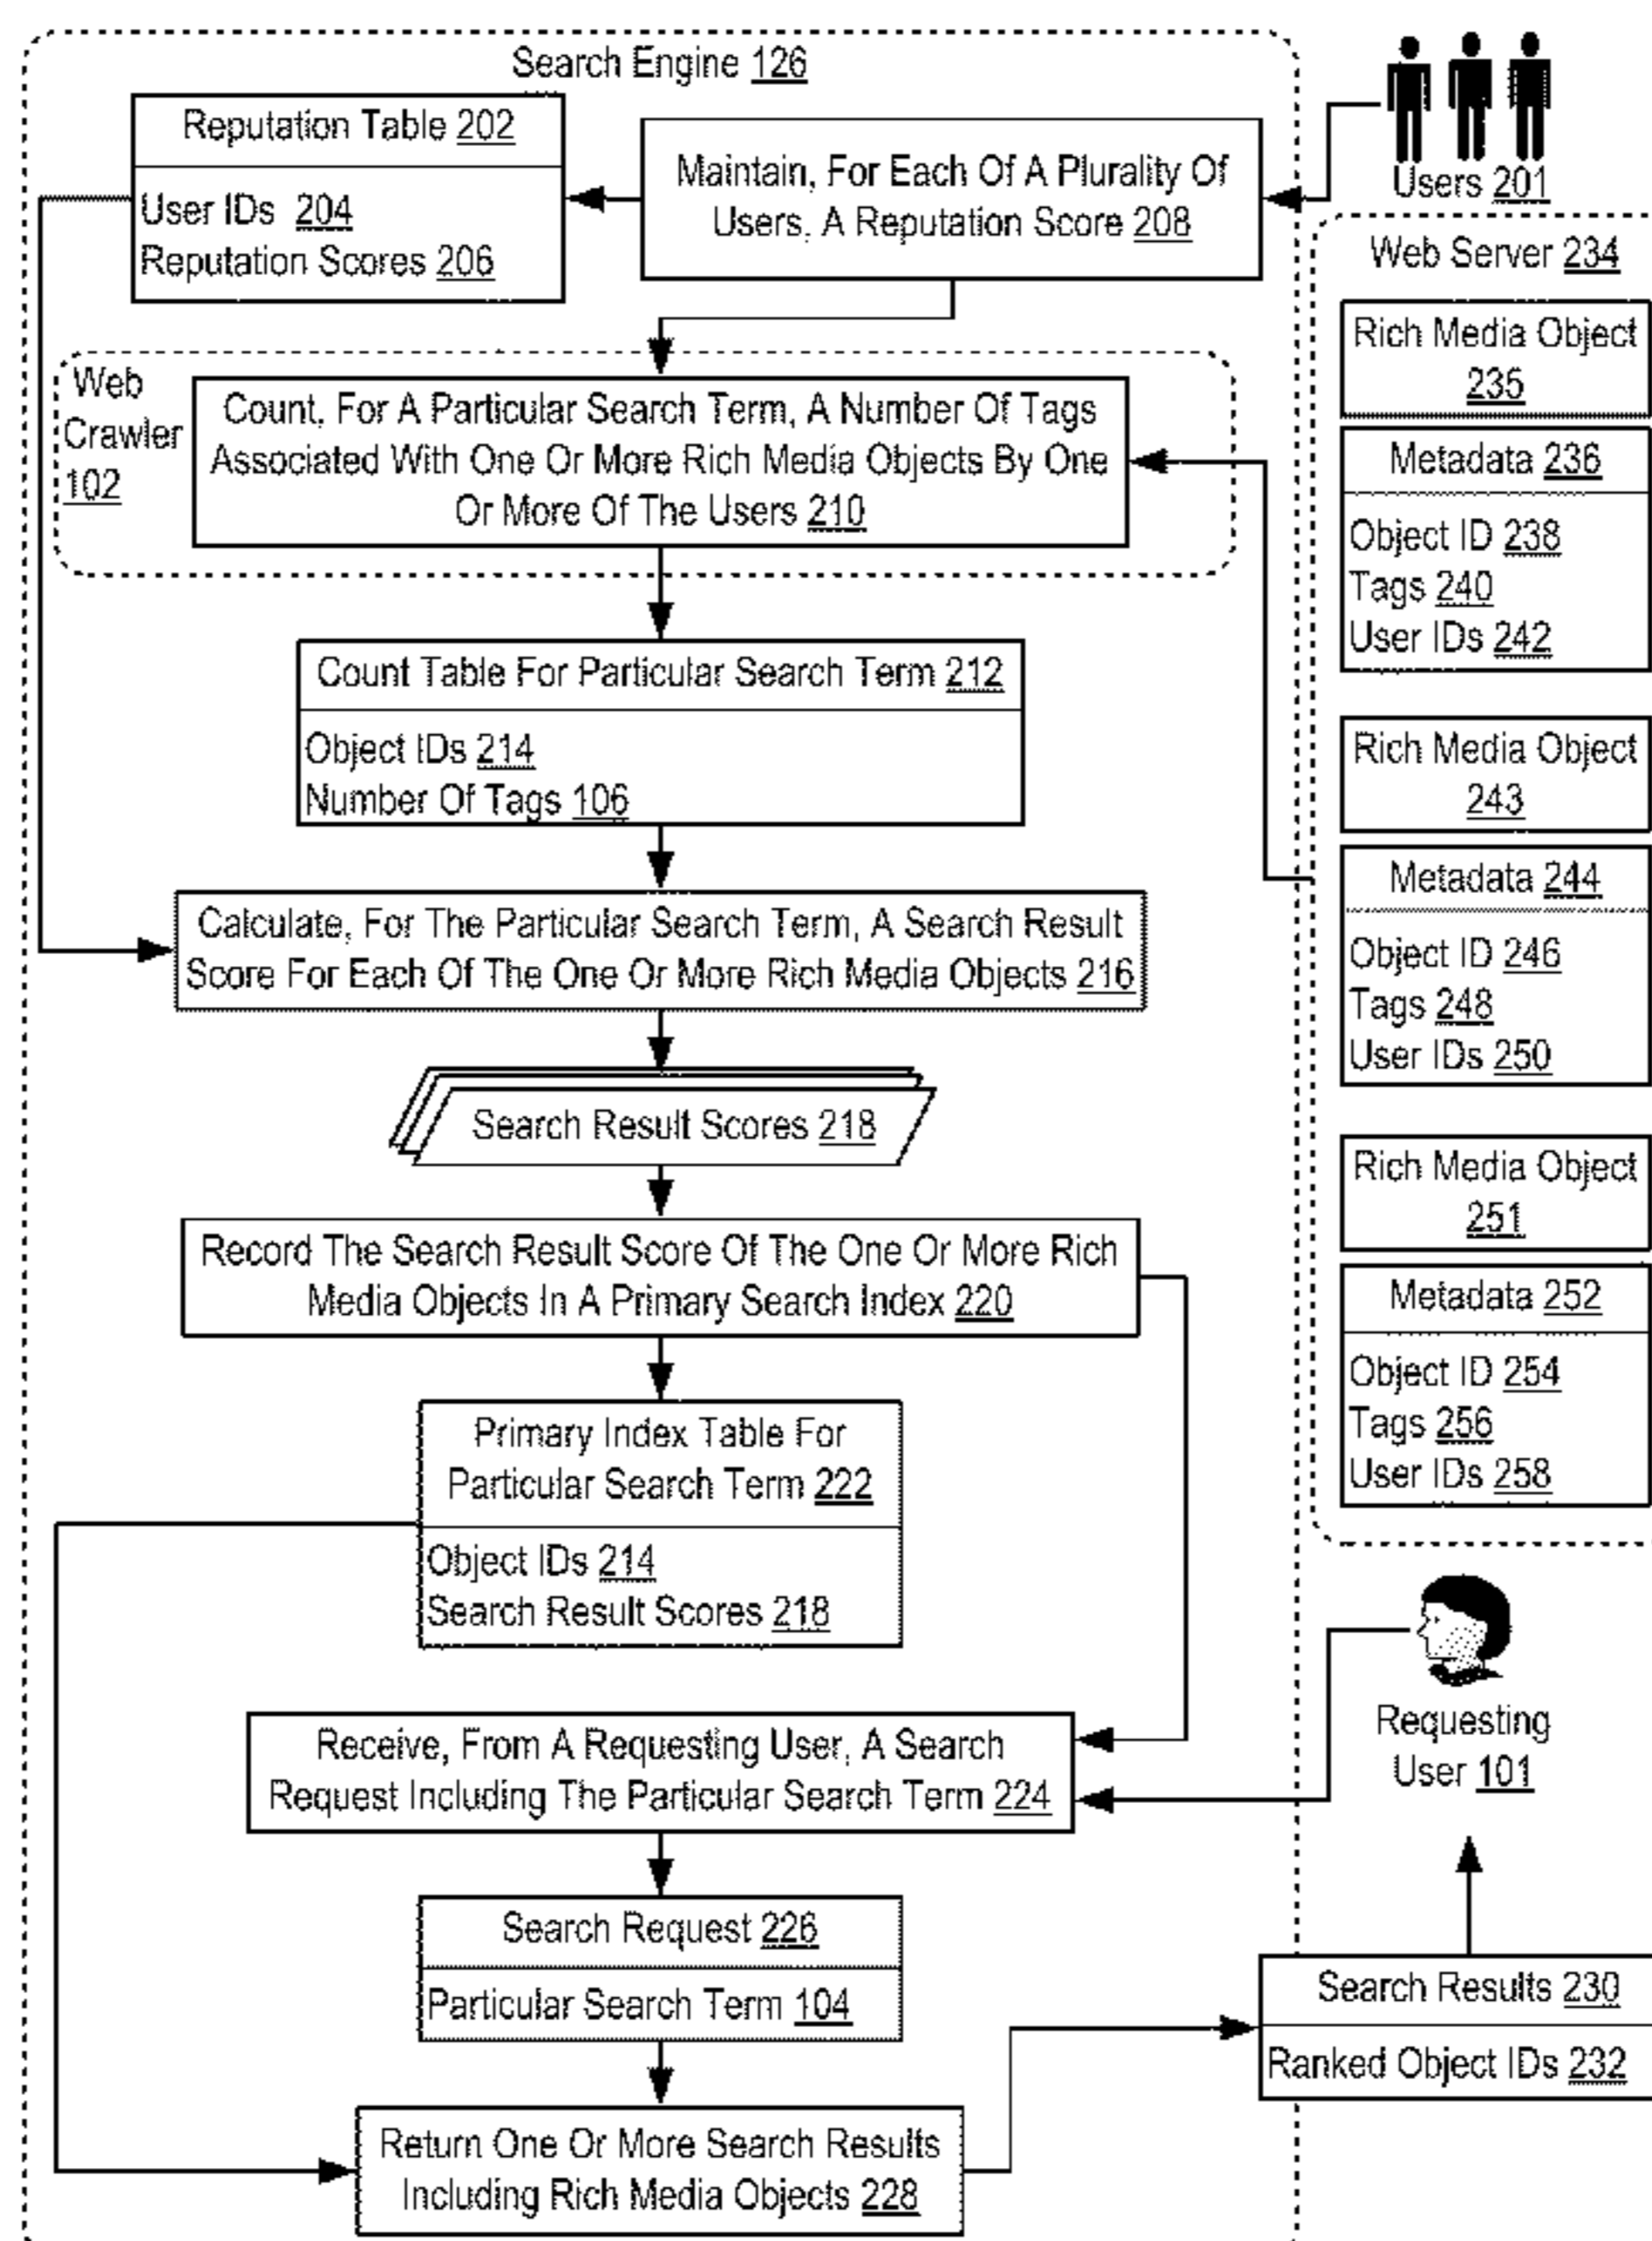 Search Engine 126
Reputation Table 202
User IDs 204
Reputation Scores 206
Maintain, For Each Of A Plurality Of
Users, A Reputation Score 208
Users 201
Web
Crawler
102
Count, For A Particular Search Term, A Number Of Tags
Associated With One Or More Rich Media Objects By One
Or More Of The Users 210
Count Table For Particular Search Term 212
Object IDs 214
Number Of Tags 106
Calculate, For The Particular Search Term, A Search Result
Score For Each Of The One Or More Rich Media Objects 216
Search Result Scores 218
Record The Search Result Score Of The One Or More Rich
Media Objects In A Primary Search Index 220
Primary Index Table For
Particular Search Term 222
Object IDs 214
Search Result Scores 218
Receive, From A Requesting User, A Search
Request Including The Particular Search Term 224
Search Request 226
Particular Search Term 104
Return One Or More Search Results
Including Rich Media Objects 228
Web Server 234
Rich Media Object
235
Metadata 236
Object ID 238
Tags 240
User IDs 242
Rich Media Object
243
Metadata 244
Object ID 246
Tags 248
User IDs 250
Rich Media Object
251
Metadata 252
Object ID 254
Tags 256
User IDs 258
Requesting
User 101
Search Results 230
Ranked Object IDs 232